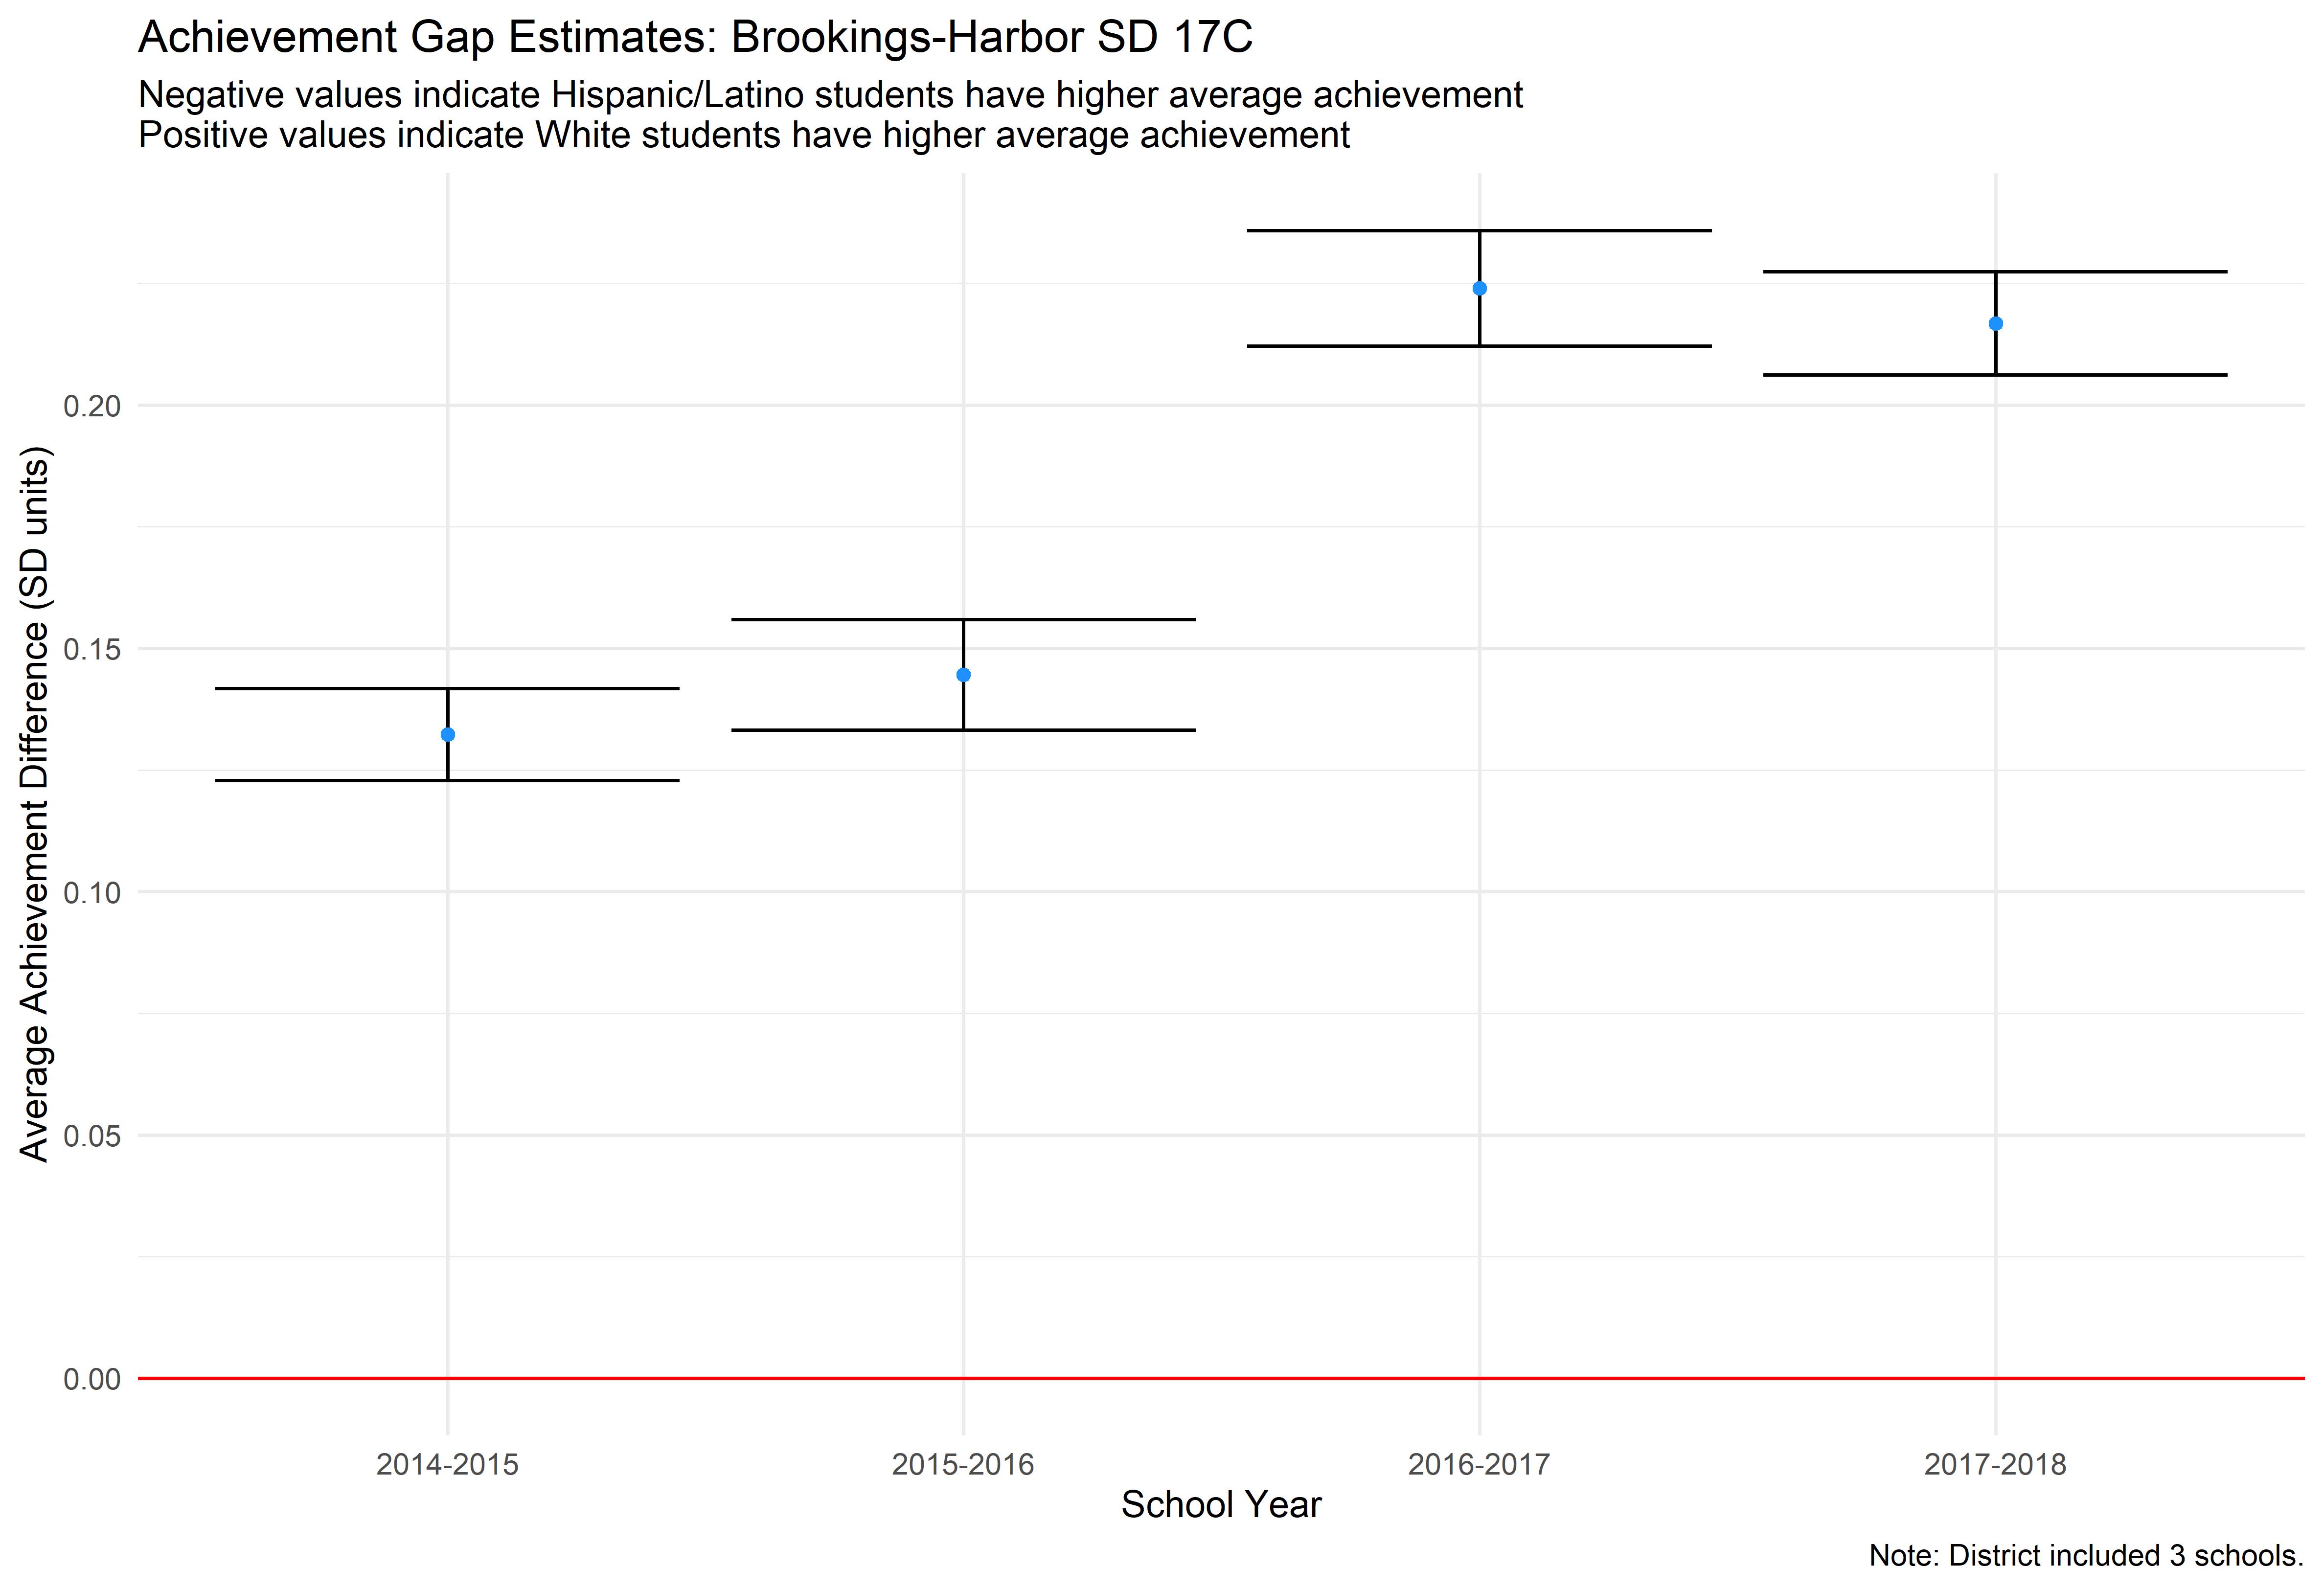 Achievement Gap Estimates: Brookings-Harbor SD 17C
Negative values indicate Hispanic/Latino students have higher average achievement
Positive values indicate White students have higher average achievement
Average Achievement Difference (SD units)
0.20
0.15
0.10
0.05
0.00
2014-2015
2015-2016
2016-2017
2017-2018
School Year
Note: District included 3 schools.